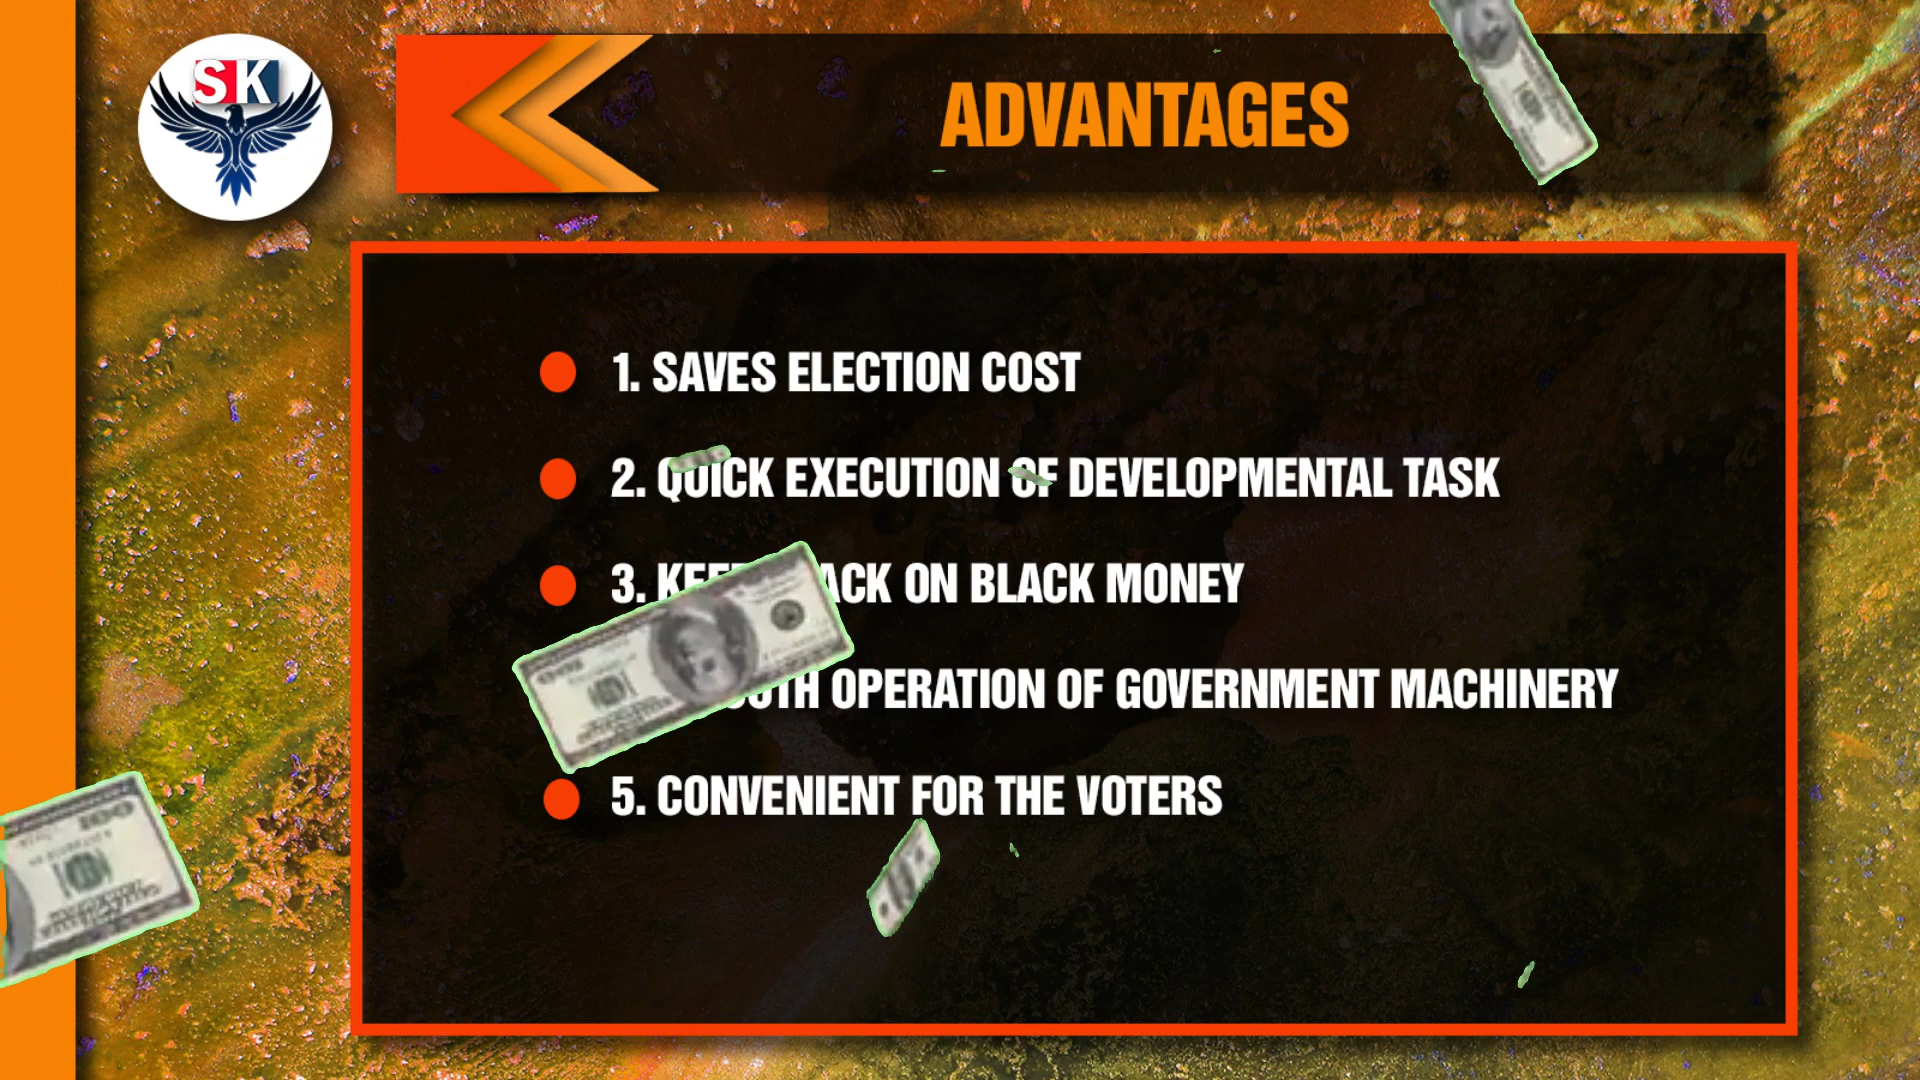 SK
ADVANTAGES
1. SAVES ELECTION COST
2. QUICK EXECUTION OF DEVELOPMENTAL TASK
3. ON BLACK MONEY
OPERATION OF GOVERNMENT MACHINERY
5. CONVENIENT FOR THE VOTERS